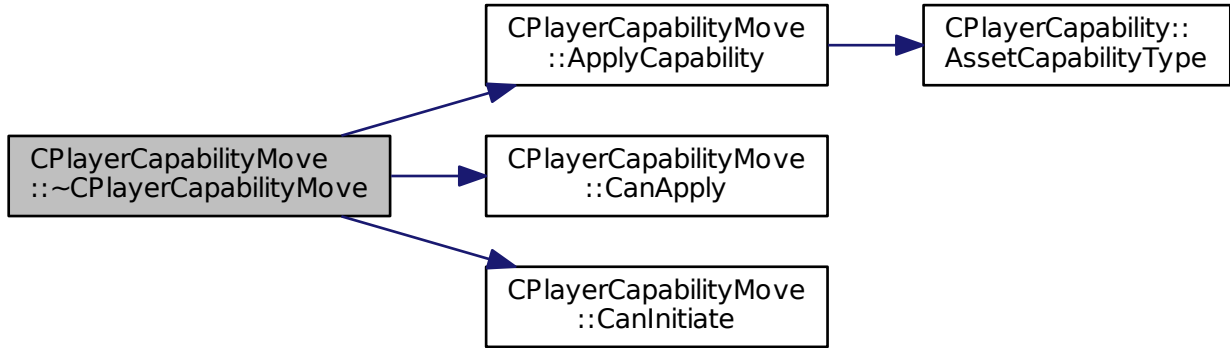 CPlayerCapabilityMove
::~CPlayerCapabilityMove
CPlayerCapabilityMove
::ApplyCapability
CPlayerCapability::
AssetCapabilityType
CPlayerCapabilityMove
::CanApply
CPlayerCapabilityMove
::CanInitiate